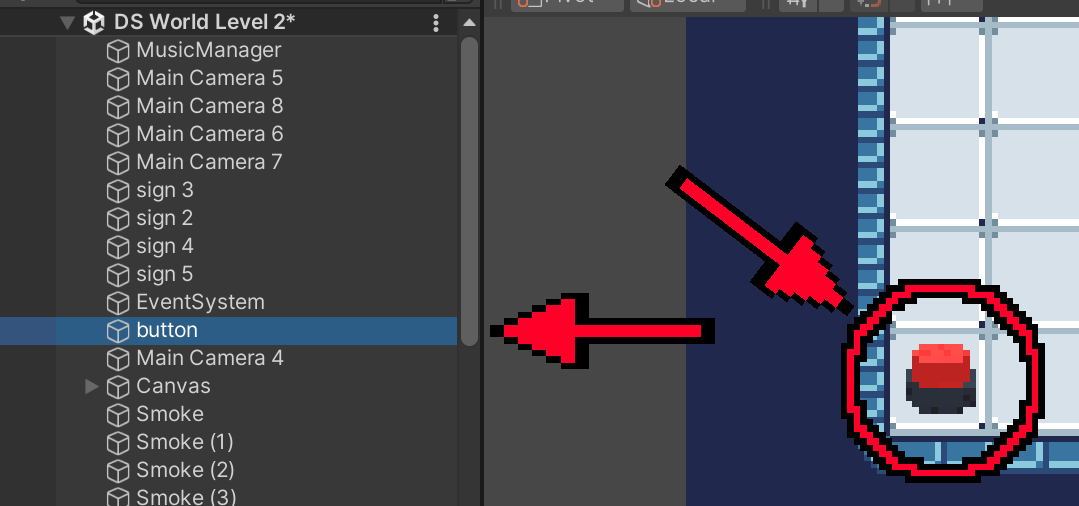 DS World Level 2*
MusicManager
Main Camera 5
Main Camera 8
Main Camera 6
Main Camera 7
sign 3
sign 2
sign 4
sign 5
EventSystem
button
Main Camera 4
Canvas
Smoke
Smoke (1)
Smoke (2)
Smoke (3)
Pivot
Local